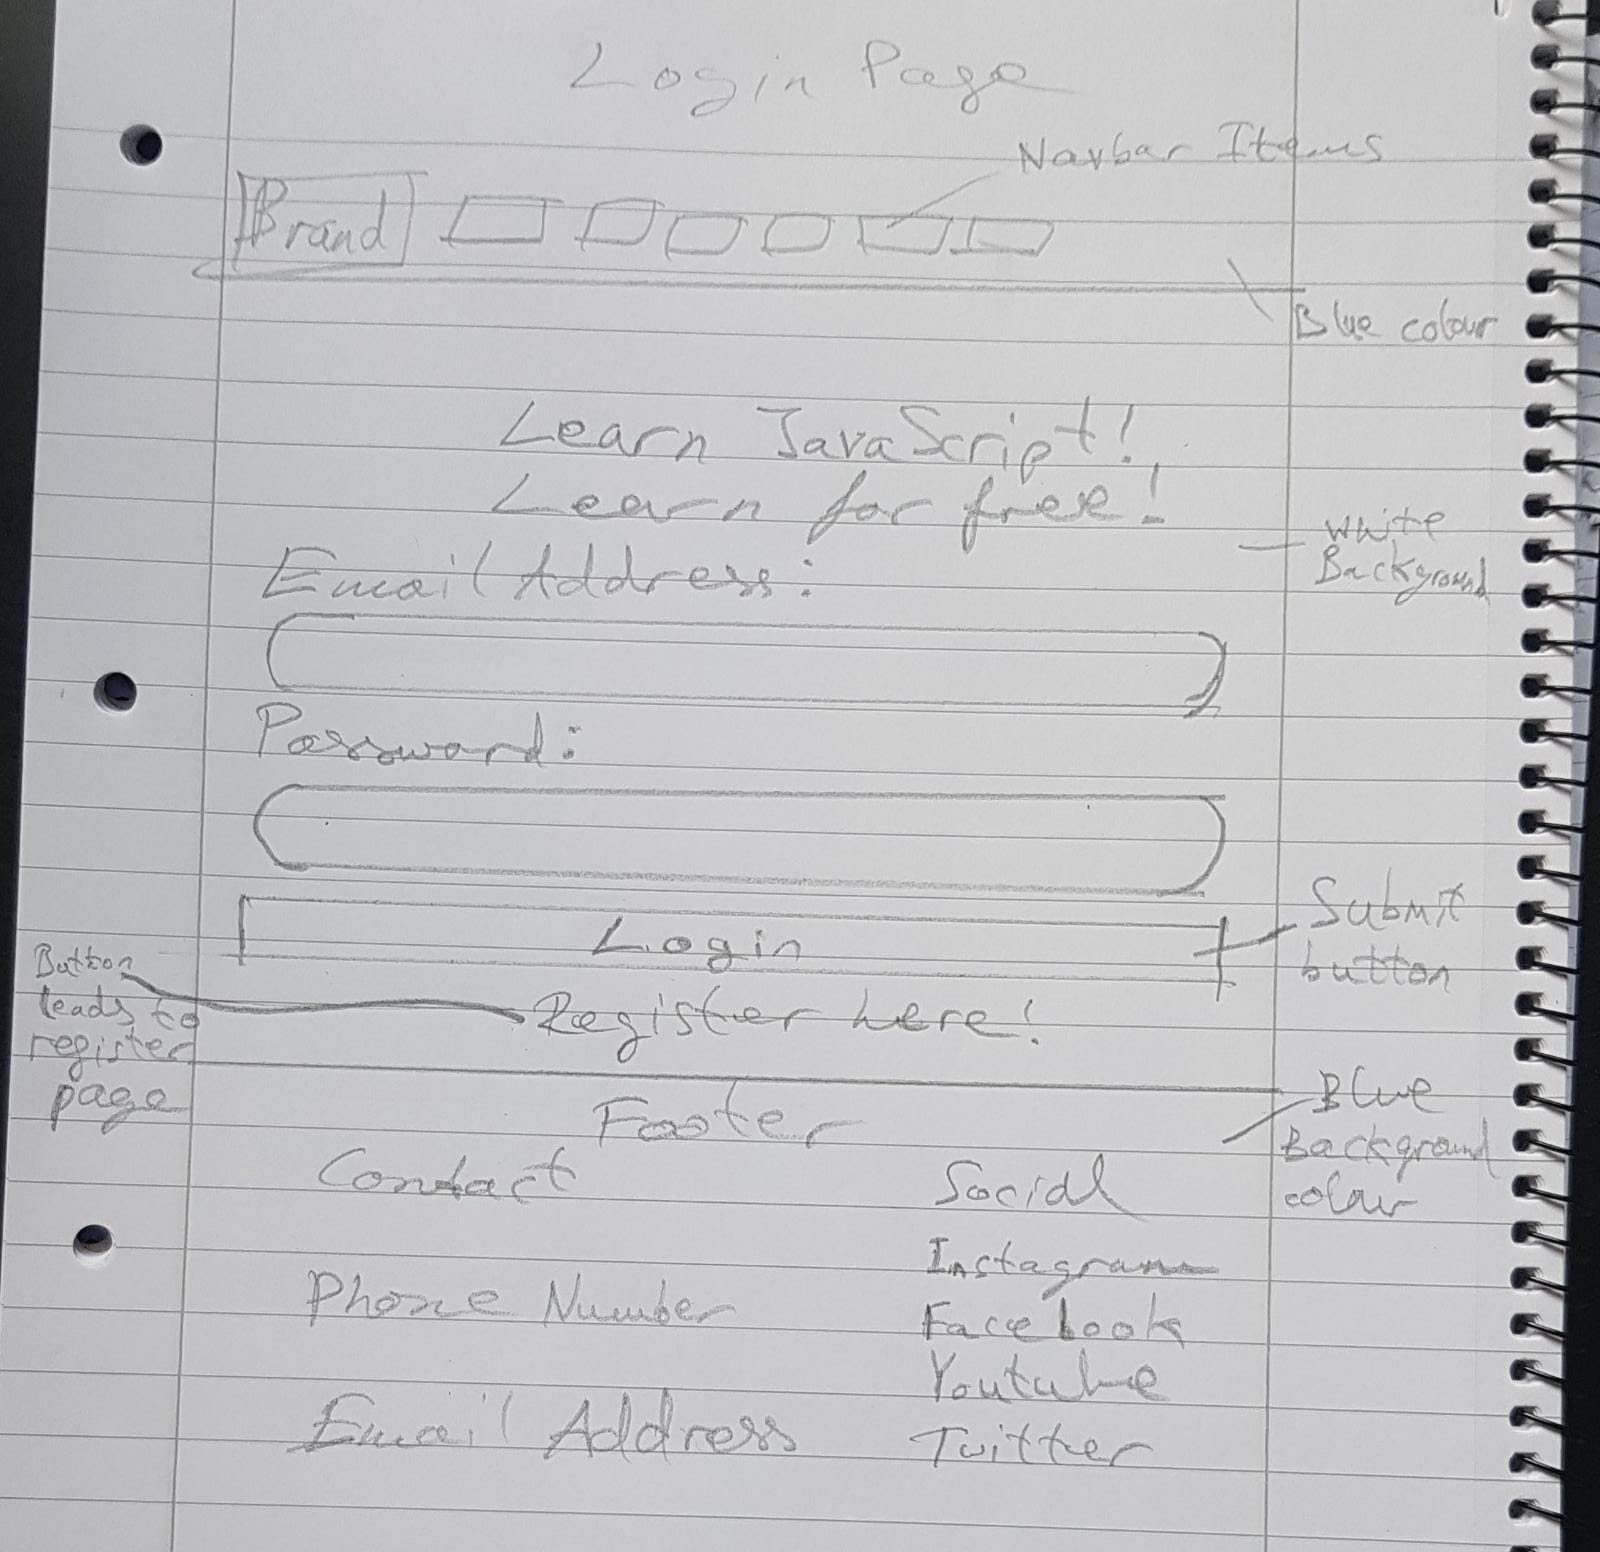 Login Page
Navbar Items
Brand
Blue colour
Learn JavaScript!
Learn for free!
White
Background
Email Address:
Password:
Login
Submit
button
Button
leads to
register
page
Register here!
Blue
Background
colour
Footer
Contact
Social
Instagram
Phone Number
Facebook
Youtube
Email Address
Twitter